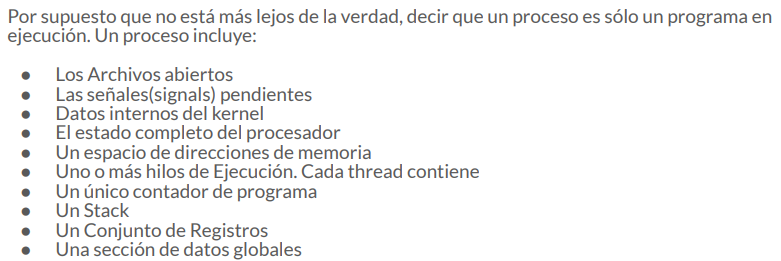 Por supuesto que no está más lejos de la verdad, decir que un proceso es sólo un programa en
ejecución. Un proceso incluye:
● Los Archivos abiertos
● Las señales(signals) pendientes
● Datos internos del kernel
● El estado completo del procesador
● Un espacio de direcciones de memoria
● Uno o más hilos de Ejecución. Cada thread contiene
● Un único contador de programa
● Un Stack
● Un Conjunto de Registros
● Una sección de datos globales